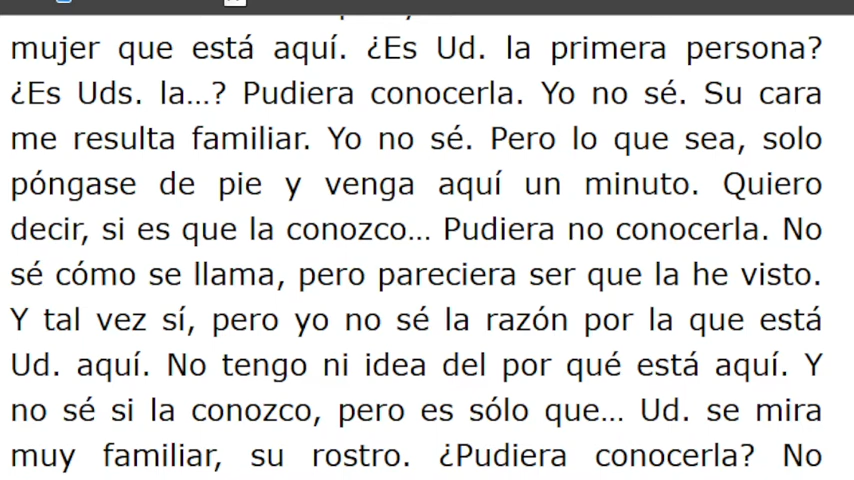 mujer que está aquí. ¿Es Ud. la primera persona?
¿Es Uds. la...? Pudiera conocerla. Yo no sé. Su cara
me resulta familiar. Yo no sé. Pero lo que sea, solo
póngase de pie y venga aquí un minuto. Quiero
decir, si es que la conozco... Pudiera no conocerla. No
sé cómo se llama, pero pareciera ser que la he visto.
Y tal vez sí, pero yo no sé la razón por la que está
Ud. aquí. No tengo ni idea del por qué está aquí. Y
no sé si la conozco, pero es sólo que... Ud. se mira
muy familiar, su rostro. ¿Pudiera conocerla? No